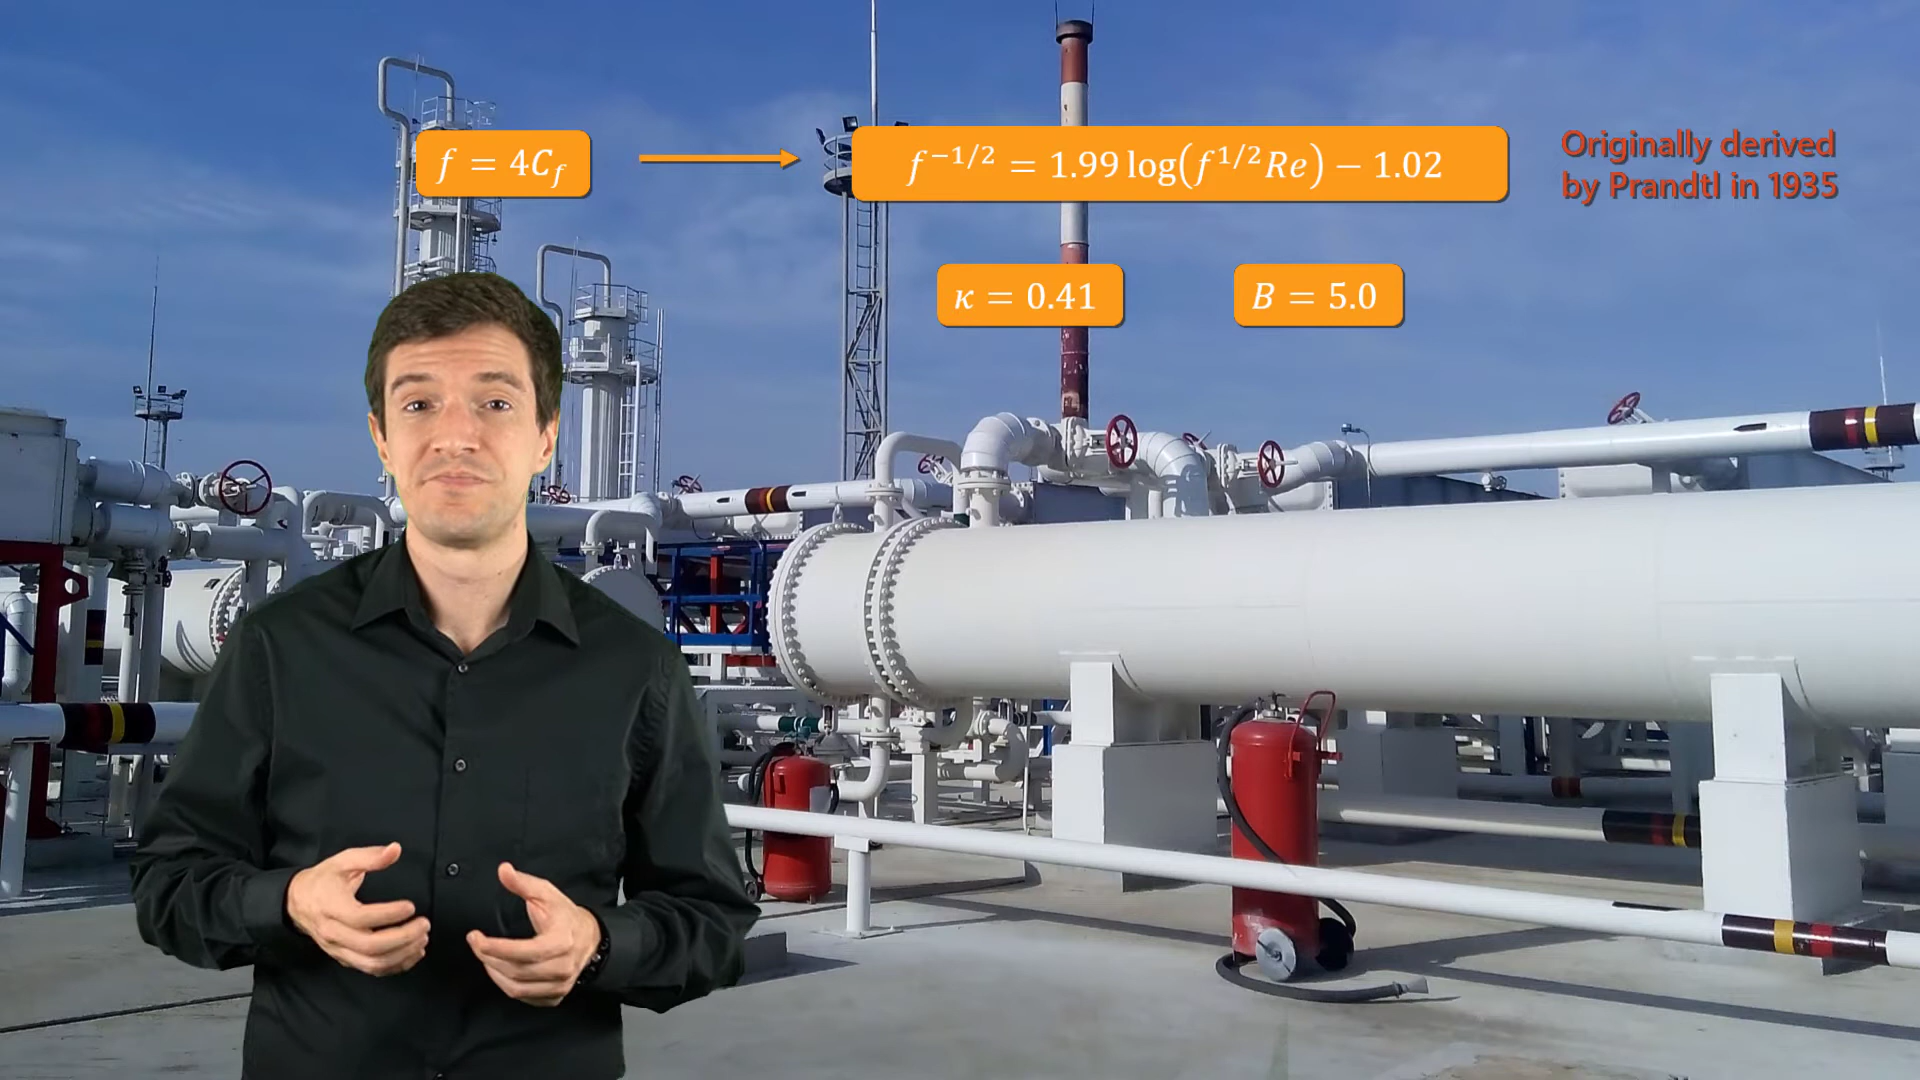 f = 4C_f
f^{-1/2} = 1.99 log(f^{1/2}Re) − 1.02
Originally derived
by Prandtl in 1935
κ = 0.41
B = 5.0